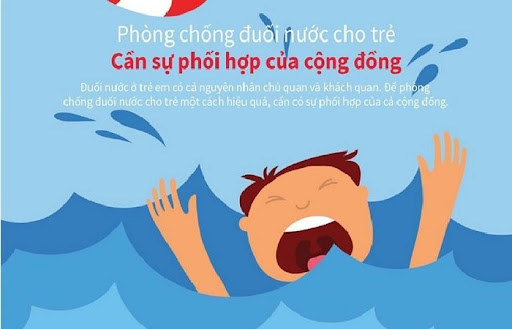 Phòng chống đuối nước cho trẻ
Cần sự phối hợp của cộng đồng
Đuối nước ở trẻ em có cả nguyên nhân chủ quan và khách quan. Để phòng
chống đuối nước cho trẻ một cách hiệu quả, cần có sự phối hợp của cả cộng đồng.